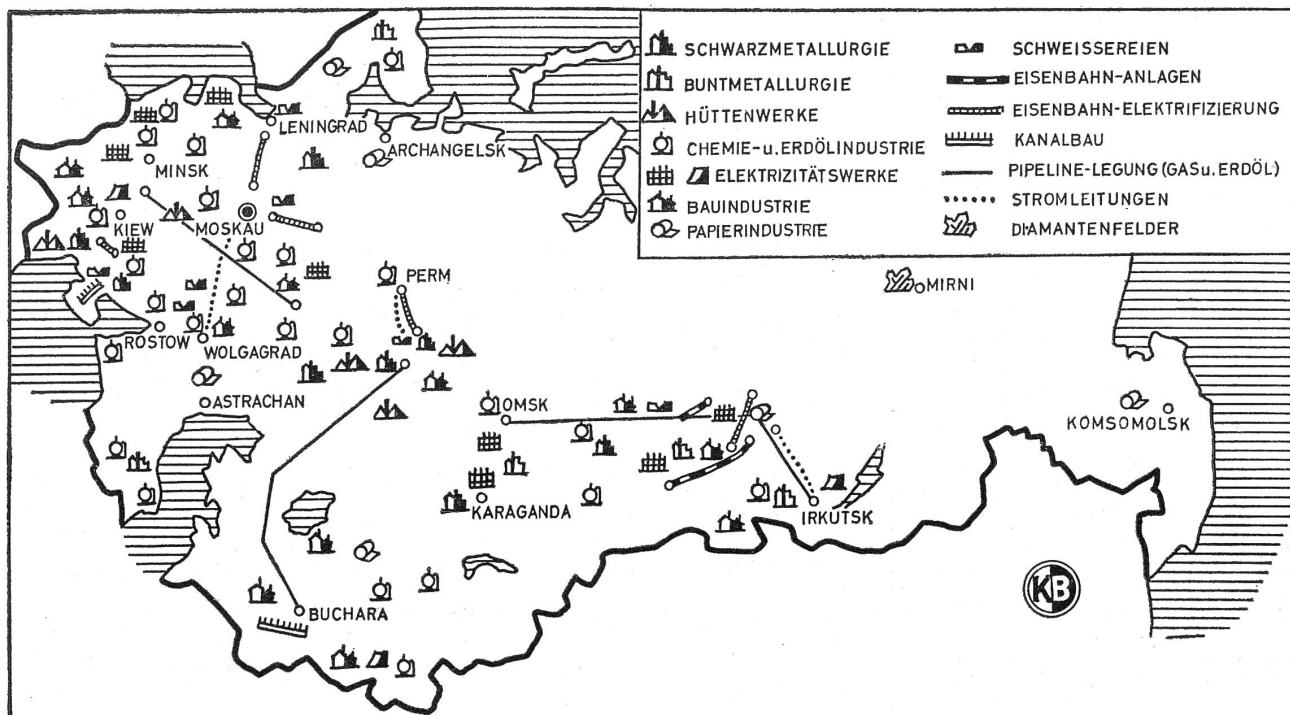 SCHWARZMETALLURGIE
BUNTMETALLURGIE
HÜTTENWERKE
CHEMIE-u. ERDÖLINDUSTRIE
ELEKTRIZITÄTSWERKE
BAUINDUSTRIE
PAPIERINDUSTRIE
SCHWEISSEREIEN
EISENBAHN-ANLAGEN
EISENBAHN-ELEKTRIFIZIERUNG
KANALBAU
PIPELINE-LEGUNG (GAS u. ERDÖL)
STROMLEITUNGEN
DIAMANTENFELDER
LENINGRAD
ARCHANGELSK
MINSK
KIEW
MOSKAU
PERM
MIRNI
ROSTOW
WOLGAGRAD
ASTRACHAN
OMSK
KOMSOMOLSK
KARAGANDA
IRKUTSK
BUCHARA
KB